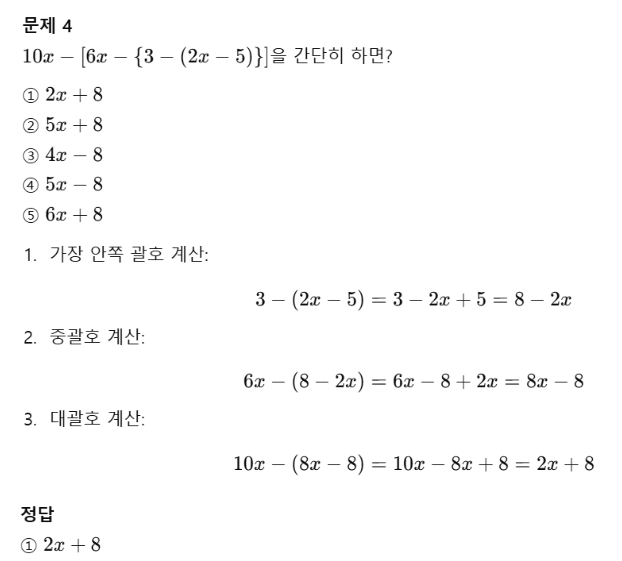 문제 4
10x − [6x − {3 − (2x − 5)}]을 간단히 하면?
① 2x + 8
② 5x + 8
③ 4x − 8
④ 5x − 8
⑤ 6x + 8
1. 가장 안쪽 괄호 계산:
3 − (2x − 5) = 3 − 2x + 5 = 8 − 2x
2. 중괄호 계산:
6x − (8 − 2x) = 6x − 8 + 2x = 8x − 8
3. 대괄호 계산:
10x − (8x − 8) = 10x − 8x + 8 = 2x + 8
정답
① 2x + 8